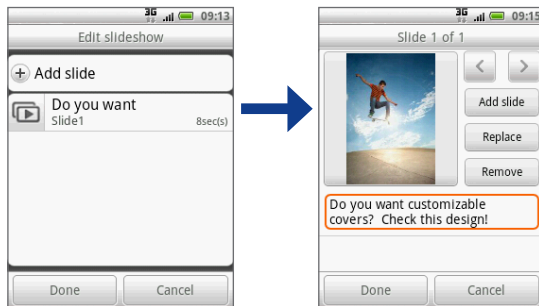 3G 09:13
Edit slideshow
Add slide
Do you want
Slide1 8sec(s)
Done Cancel
3G 09:15
Slide 1 of 1
Add slide
Replace
Remove
Do you want customizable
covers? Check this design!
Done Cancel